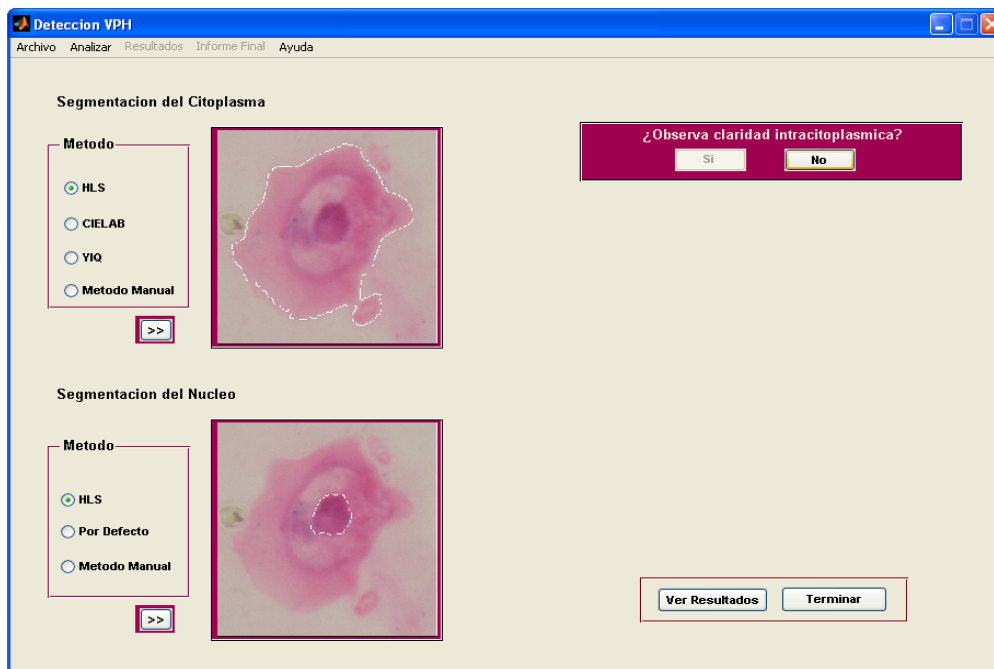 Deteccion VPH
Archivo Analizar Resultados Informe Final Ayuda
Segmentacion del Citoplasma
Metodo
HLS
CIELAB
YIQ
Metodo Manual
>>
¿Observa claridad intracitoplasmica?
Si No
Segmentacion del Nucleo
Metodo
HLS
Por Defecto
Metodo Manual
>>
Ver Resultados Terminar